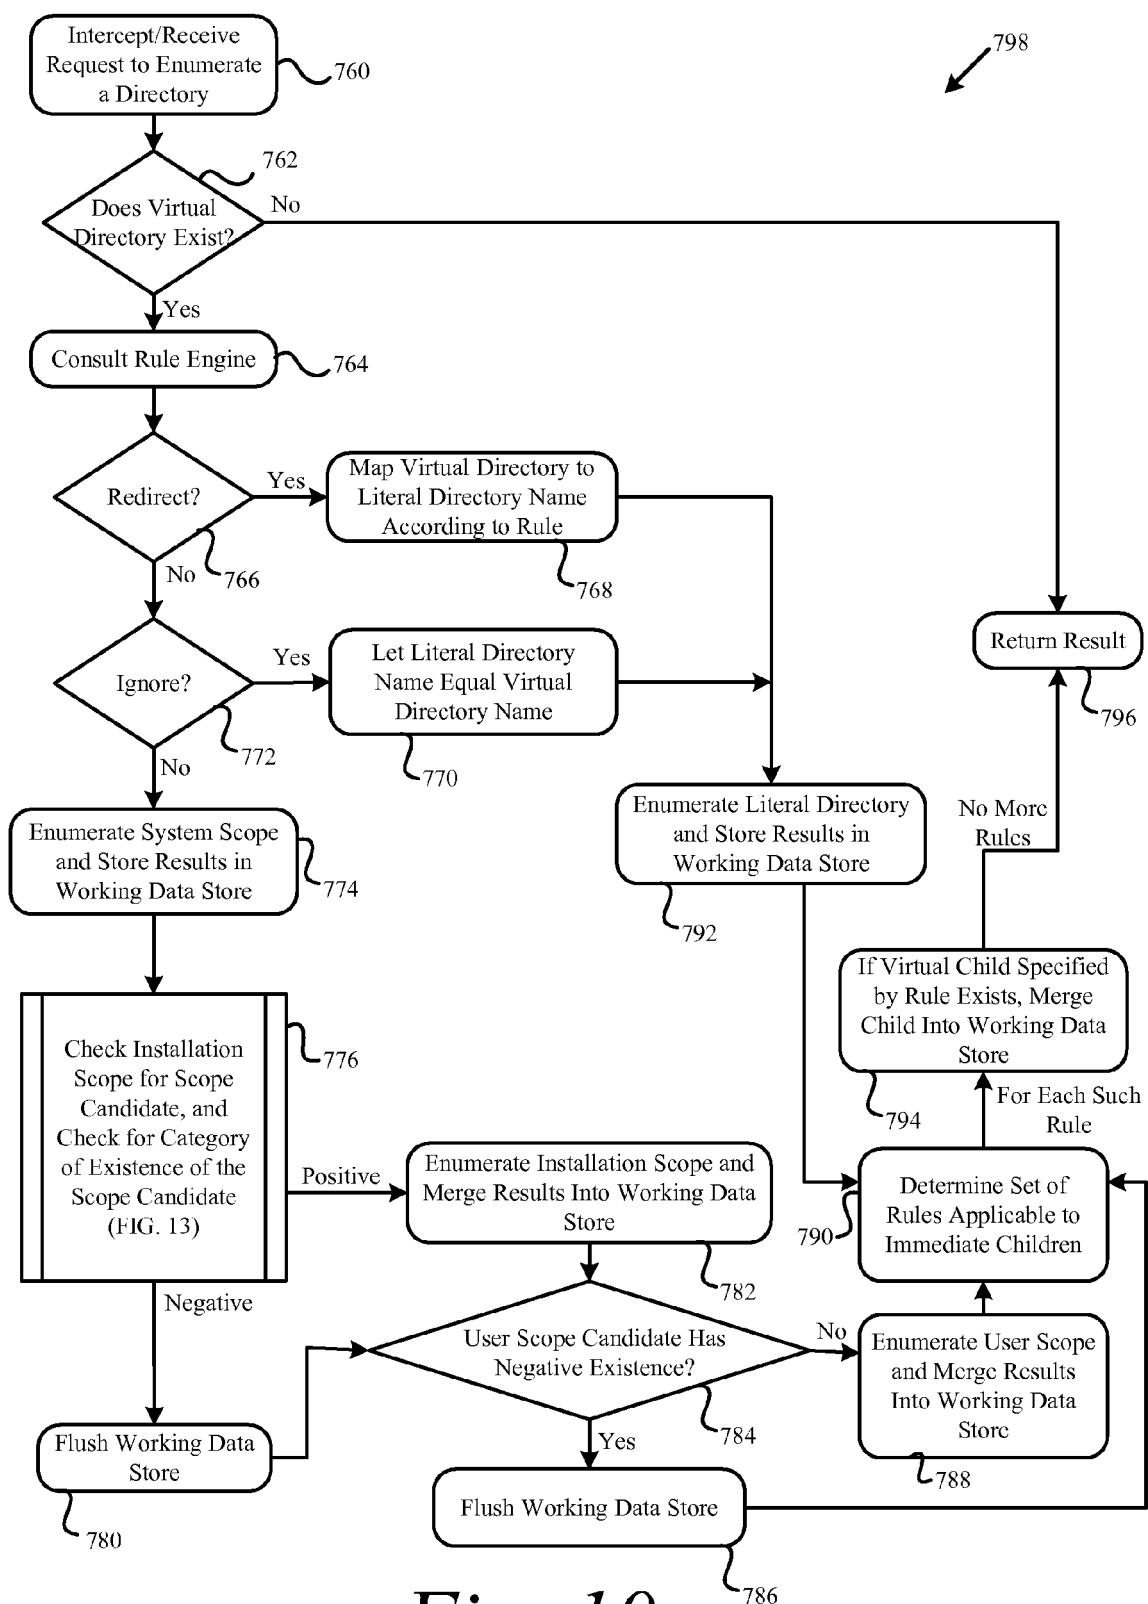 Intercept/Receive
Request to Enumerate
a Directory
760
798
762
Does Virtual
Directory Exist?
No
Yes
Consult Rule Engine
764
Redirect?
Yes
Map Virtual Directory to
Literal Directory Name
According to Rule
No
766
768
Ignore?
Yes
Let Literal Directory
Name Equal Virtual
Directory Name
Return Result
796
772
770
No
Enumerate System Scope
and Store Results in
Working Data Store
774
Enumerate Literal Directory
and Store Results in
Working Data Store
792
No More
Rules
If Virtual Child Specified
by Rule Exists, Merge
Child Into Working Data
Store
794
For Each Such
Rule
Check Installation
Scope for Scope
Candidate, and
Check for Category
of Existence of the
Scope Candidate
(FIG. 13)
776
Positive
Enumerate Installation Scope and
Merge Results Into Working Data
Store
782
Determine Set of
Rules Applicable to
Immediate Children
790
Negative
User Scope Candidate Has
Negative Existence?
No
784
Enumerate User Scope
and Merge Results
Into Working Data
Store
788
Yes
Flush Working Data
Store
780
Flush Working Data Store
786